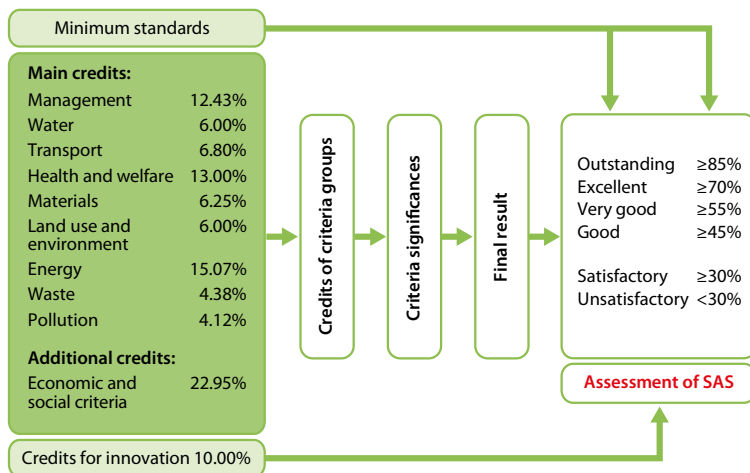 Minimum standards
Main credits:
Management 12.43%
Water 6.00%
Transport 6.80%
Health and welfare 13.00%
Materials 6.25%
Land use and 6.00%
environment
Energy 15.07%
Waste 4.38%
Pollution 4.12%
Additional credits:
Economic and 22.95%
social criteria
Credits for innovation 10.00%
Credits of criteria groups
Criteria significances
Final result
Outstanding ≥85%
Excellent ≥70%
Very good ≥55%
Good ≥45%
Satisfactory ≥30%
Unsatisfactory <30%
Assessment of SAS